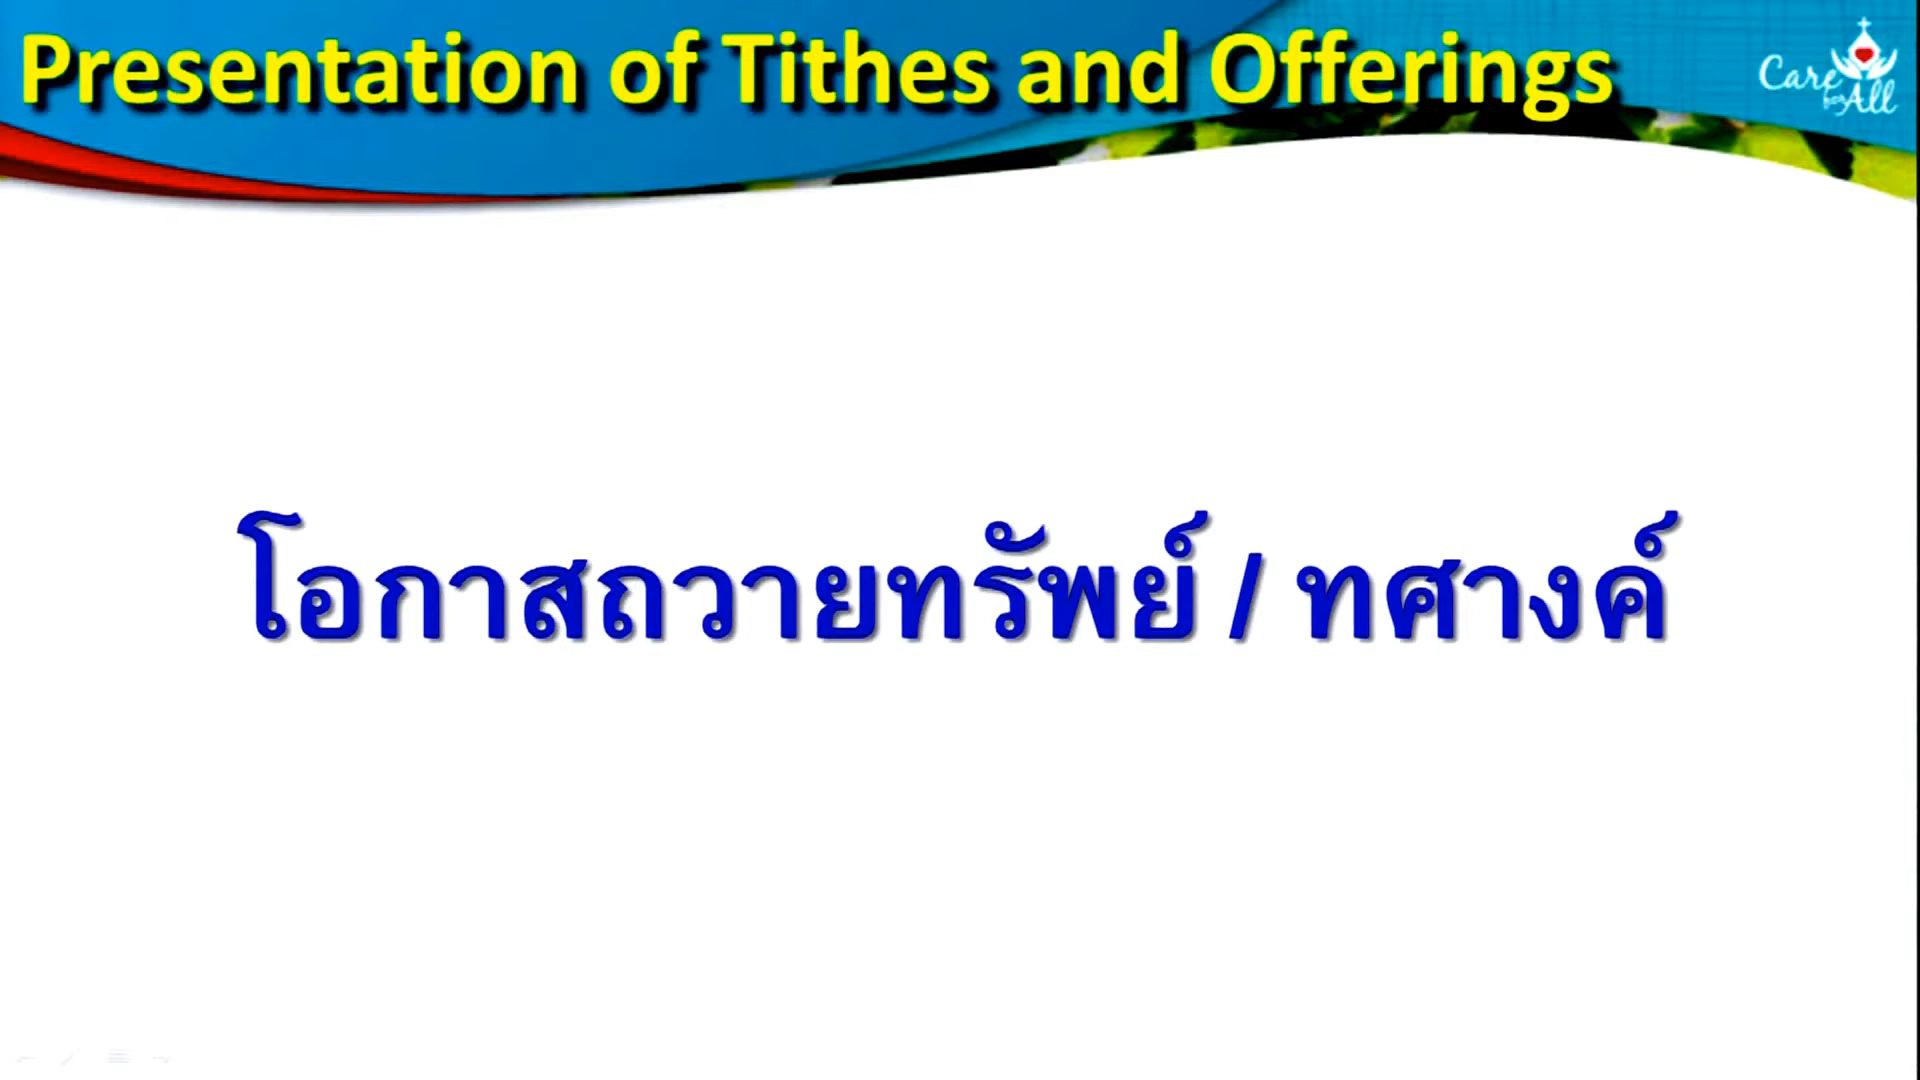 Presentation of Tithes and Offerings
Care
for All
โอกาสถวายทรัพย์ / ทศางค์